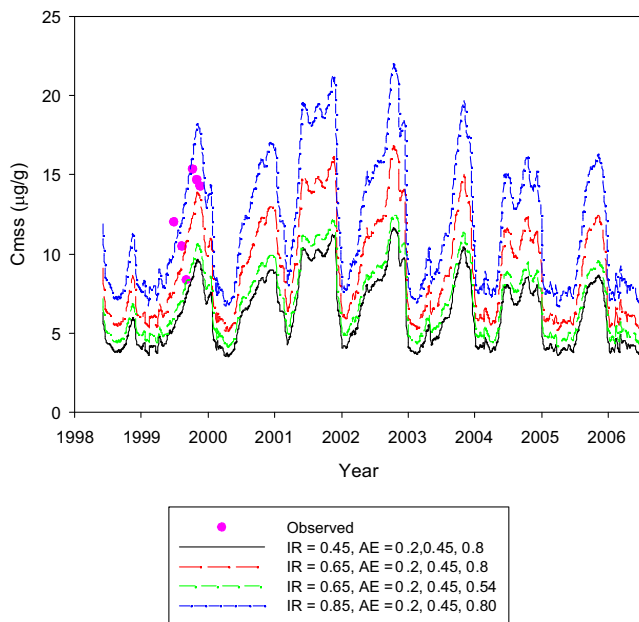 25
20
15
10
5
0
Cmss (μg/g)
1998 1999 2000 2001 2002 2003 2004 2005 2006
Year
Observed
IR = 0.45, AE = 0.2,0.45, 0.8
IR = 0.65, AE = 0.2, 0.45, 0.8
IR = 0.65, AE = 0.2, 0.45, 0.54
IR = 0.85, AE = 0.2, 0.45, 0.80